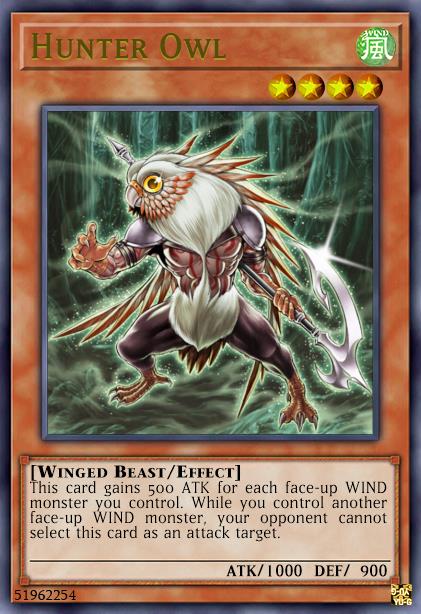 Hunter Owl
WIND
風
[Winged Beast/Effect]
This card gains 500 ATK for each face-up WIND
monster you control. While you control another
face-up WIND monster, your opponent cannot
select this card as an attack target.
ATK/1000 DEF/ 900
51962254